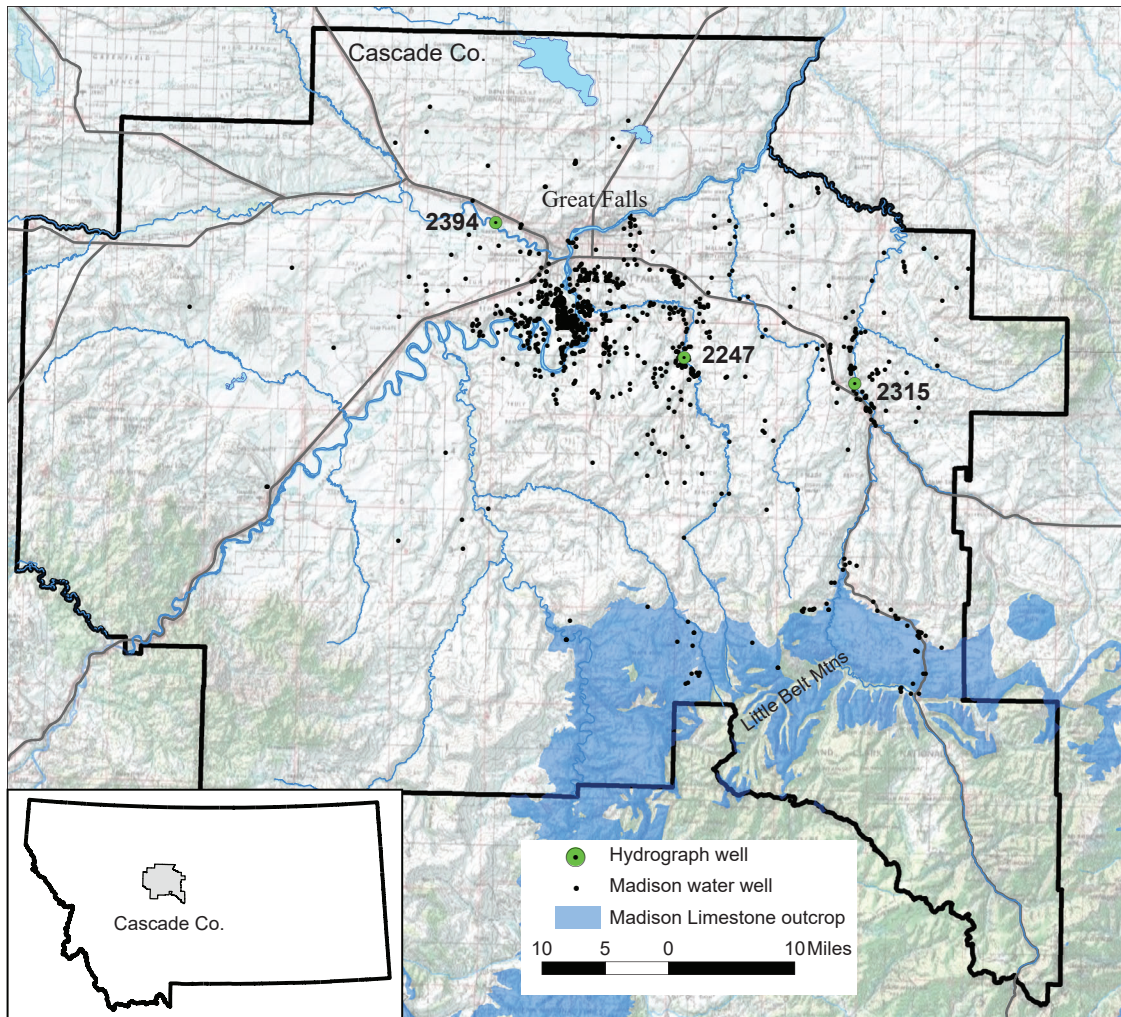 Cascade Co.
Great Falls
2394
2247
2315
Little Belt Mtns
Hydrograph well
Madison water well
Madison Limestone outcrop
10 5 0 10 Miles
Cascade Co.